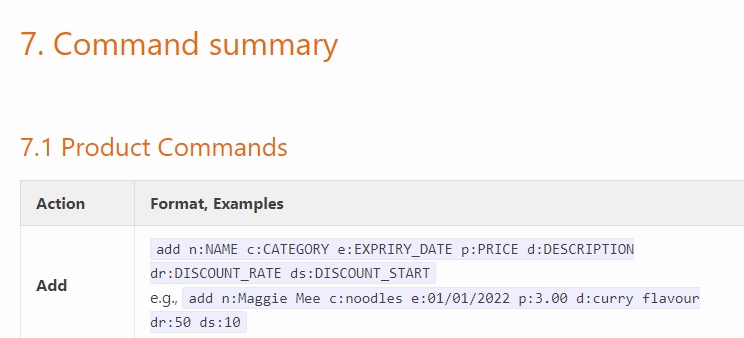 7. Command summary
7.1 Product Commands
Action Format, Examples
add n:NAME c:CATEGORY e:EXPRIRY_DATE p:PRICE d:DESCRIPTION
dr:DISCOUNT_RATE ds:DISCOUNT_START
Add
e.g., add n:Maggie Mee c:noodles e:01/01/2022 p:3.00 d:curry flavour
dr:50 ds:10